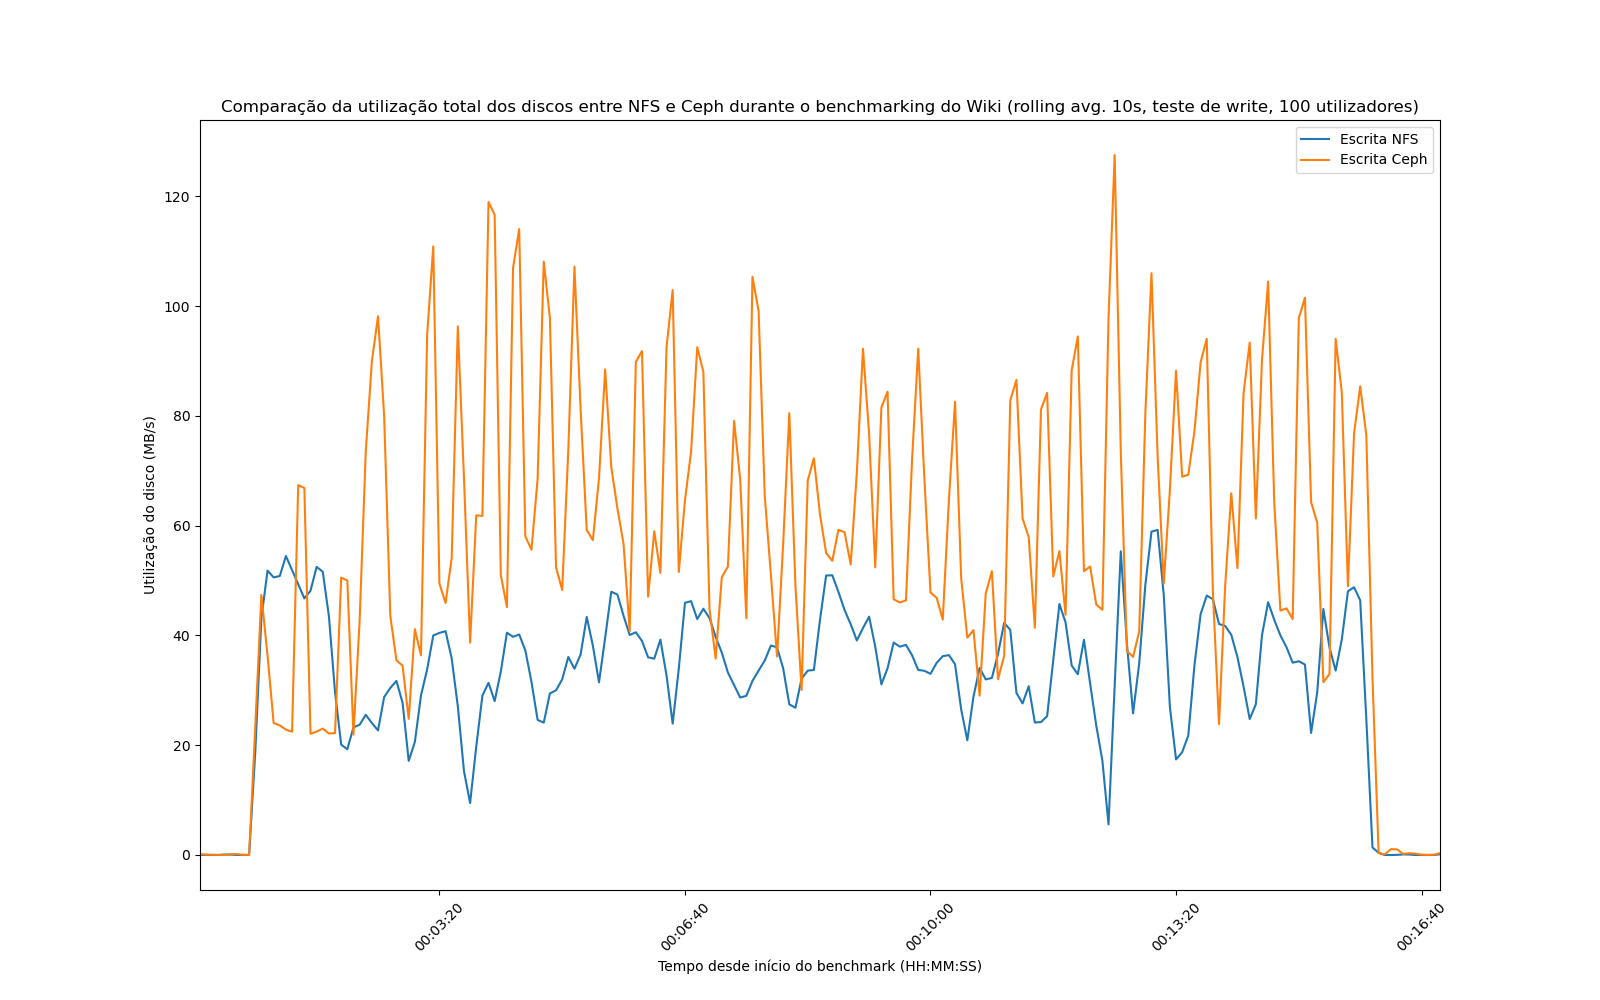 Comparação da utilização total dos discos entre NFS e Ceph durante o benchmarking do Wiki (rolling avg. 10s, teste de write, 100 utilizadores)
Escrita NFS
Escrita Ceph
Utilização do disco (MB/s)
120
100
80
60
40
20
0
00:03:20
00:06:40
00:10:00
00:13:20
00:16:40
Tempo desde início do benchmark (HH:MM:SS)